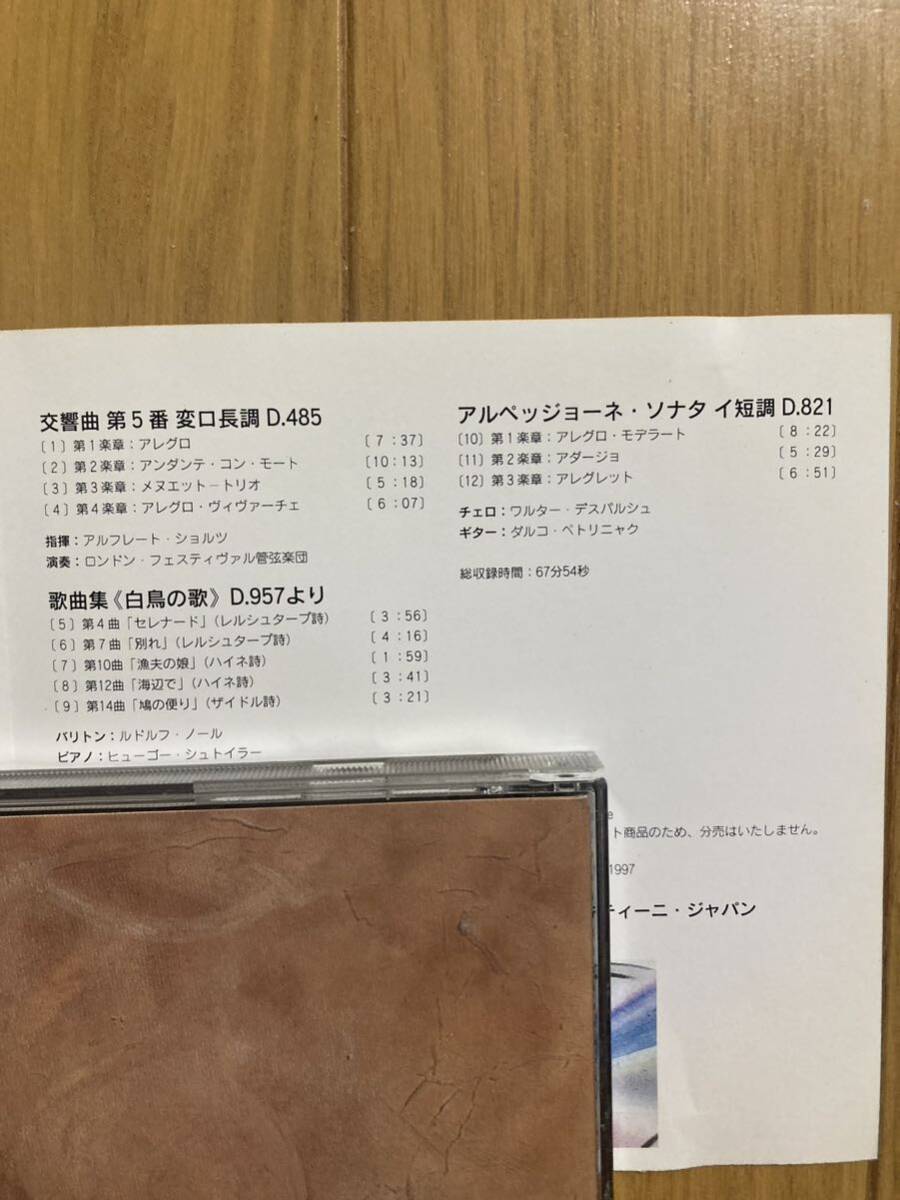 交響曲 第5番 変ロ長調 D.485
〔1〕第1楽章：アレグロ 〔7：37〕
〔2〕第2楽章：アンダンテ・コン・モート 〔10：13〕
〔3〕第3楽章：メヌエット－トリオ 〔5：18〕
〔4〕第4楽章：アレグロ・ヴィヴァーチェ 〔6：07〕
指揮：アルフレート・ショルツ
演奏：ロンドン・フェスティヴァル管弦楽団
歌曲集《白鳥の歌》D.957より
〔5〕第4曲「セレナード」（レルシュタープ詩） 〔3：56〕
〔6〕第7曲「別れ」（レルシュタープ詩） 〔4：16〕
〔7〕第10曲「漁夫の娘」（ハイネ詩） 〔1：59〕
〔8〕第12曲「海辺で」（ハイネ詩） 〔3：41〕
〔9〕第14曲「鳩の便り」（ザイドル詩） 〔3：21〕
バリトン：ルドルフ・ノール
ピアノ：ヒューゴー・シュトイラー
アルペッジョーネ・ソナタ イ短調 D.821
〔10〕第1楽章：アレグロ・モデラート 〔8：22〕
〔11〕第2楽章：アダージョ 〔5：29〕
〔12〕第3楽章：アレグレット 〔6：51〕
チェロ：ワルター・デスパルシュ
ギター：ダルコ・ペトリニャク
総収録時間：67分54秒
e
ト商品のため、分売はいたしません。
1997
ティーニ・ジャパン